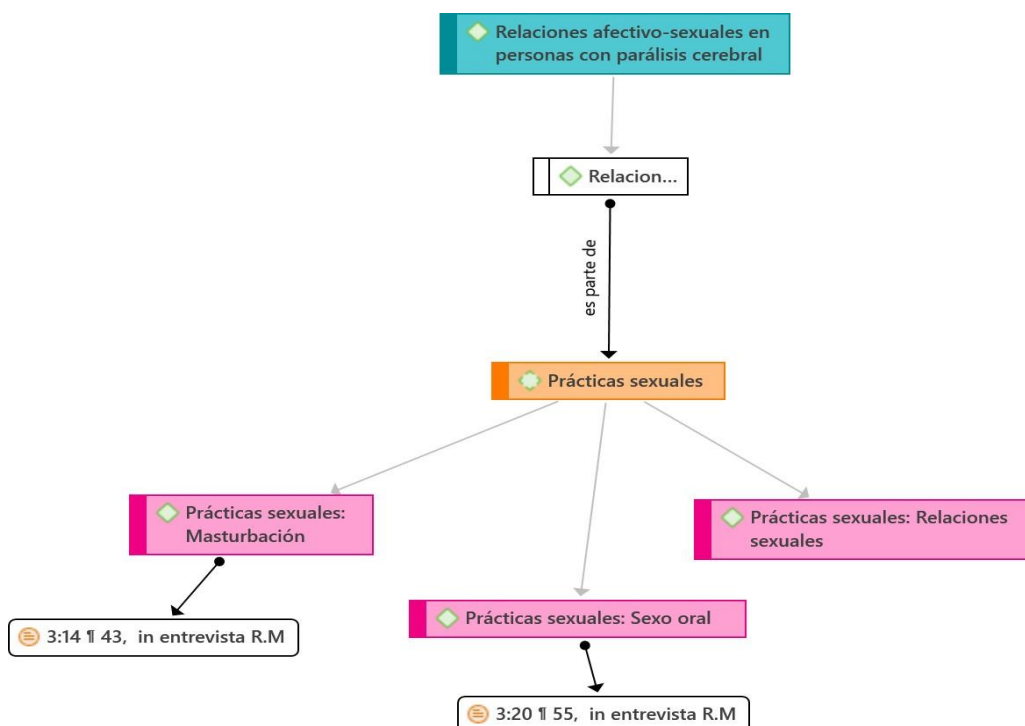 Relaciones afectivo-sexuales en
personas con parálisis cerebral
Relacion...
es parte de
Prácticas sexuales
Prácticas sexuales:
Masturbación
Prácticas sexuales: Relaciones
sexuales
3:14 ¶ 43, in entrevista R.M
Prácticas sexuales: Sexo oral
3:20 ¶ 55, in entrevista R.M